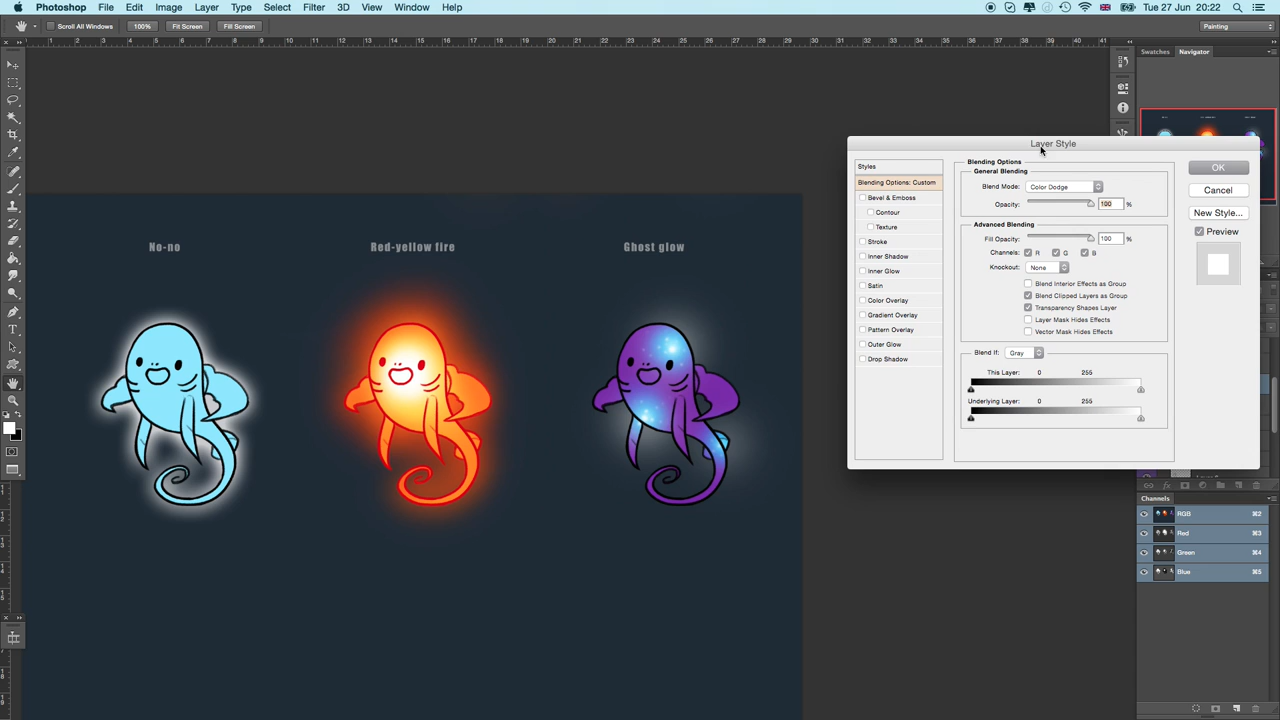 Photoshop File Edit Image Layer Type Select Filter 3D View Window Help Tue 27 Jun 20:22
Scroll All Windows 100% Fit Screen Fill Screen Painting
Swatches Navigator
No-no Red-yellow fire Ghost glow
Layer Style
Styles
Blending Options: Custom
Bevel & Emboss
Contour
Texture
Stroke
Inner Shadow
Inner Glow
Satin
Color Overlay
Gradient Overlay
Pattern Overlay
Outer Glow
Drop Shadow
Blending Options
General Blending
Blend Mode: Color Dodge
Opacity: 100 %
Advanced Blending
Fill Opacity: 100 %
Channels: R G B
Knockout: None
Blend Interior Effects as Group
Blend Clipped Layers as Group
Transparency Shapes Layer
Layer Mask Hides Effects
Vector Mask Hides Effects
Blend If: Gray
This Layer: 0 255
Underlying Layer: 0 255
OK
Cancel
New Style...
Preview
Channels
RGB ⌘2
Red ⌘3
Green ⌘4
Blue ⌘5